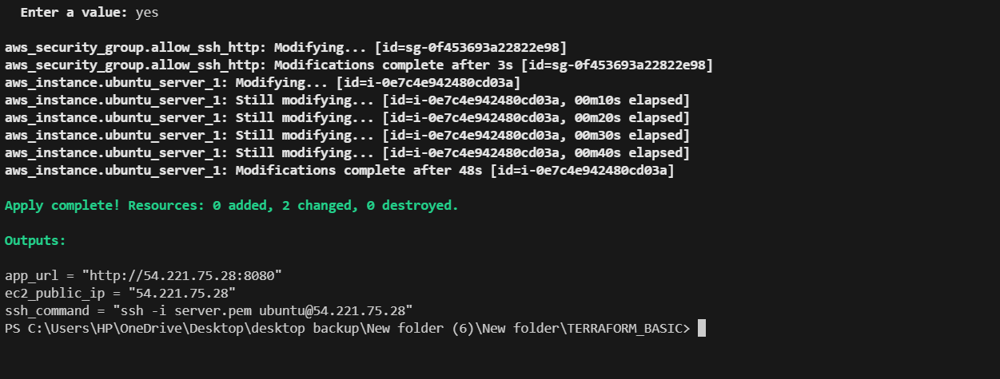 Enter a value: yes
aws_security_group.allow_ssh_http: Modifying... [id=sg-0f453693a22822e98]
aws_security_group.allow_ssh_http: Modifications complete after 3s [id=sg-0f453693a22822e98]
aws_instance.ubuntu_server_1: Modifying... [id=i-0e7c4e942480cd03a]
aws_instance.ubuntu_server_1: Still modifying... [id=i-0e7c4e942480cd03a, 00m10s elapsed]
aws_instance.ubuntu_server_1: Still modifying... [id=i-0e7c4e942480cd03a, 00m20s elapsed]
aws_instance.ubuntu_server_1: Still modifying... [id=i-0e7c4e942480cd03a, 00m30s elapsed]
aws_instance.ubuntu_server_1: Still modifying... [id=i-0e7c4e942480cd03a, 00m40s elapsed]
aws_instance.ubuntu_server_1: Modifications complete after 48s [id=i-0e7c4e942480cd03a]
Apply complete! Resources: 0 added, 2 changed, 0 destroyed.
Outputs:
app_url = "http://54.221.75.28:8080"
ec2_public_ip = "54.221.75.28"
ssh_command = "ssh -i server.pem ubuntu@54.221.75.28"
PS C:\Users\HP\OneDrive\Desktop\desktop backup\New folder (6)\New folder\TERRAFORM_BASIC>